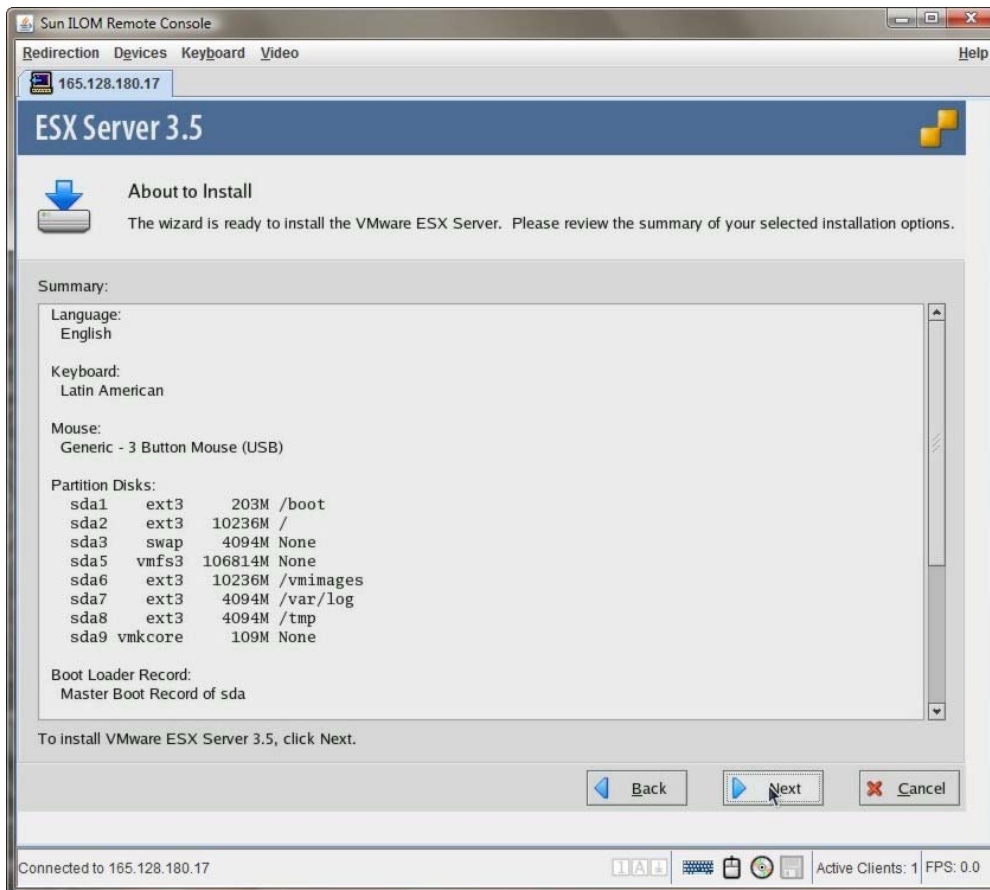 Sun ILOM Remote Console
Redirection Devices Keyboard Video Help
165.128.180.17
ESX Server 3.5
About to Install
The wizard is ready to install the VMware ESX Server. Please review the summary of your selected installation options.
Summary:
Language:
English
Keyboard:
Latin American
Mouse:
Generic - 3 Button Mouse (USB)
Partition Disks:
sda1 ext3 203M /boot
sda2 ext3 10236M /
sda3 swap 4094M None
sda5 vmfs3 106814M None
sda6 ext3 10236M /vmimages
sda7 ext3 4094M /var/log
sda8 ext3 4094M /tmp
sda9 vmkcore 109M None
Boot Loader Record:
Master Boot Record of sda
To install VMware ESX Server 3.5, click Next.
Back Next Cancel
Connected to 165.128.180.17 1 A Active Clients: 1 FPS: 0.0